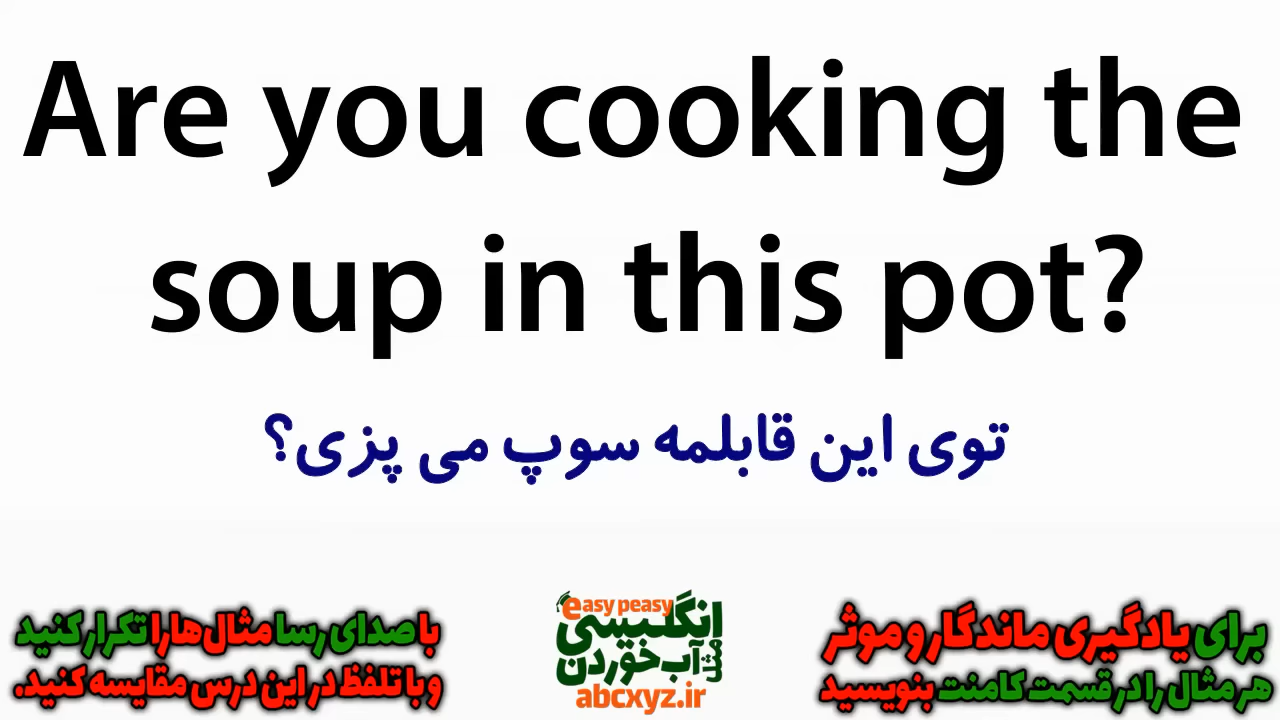 Are you cooking the
soup in this pot?
توی این قابلمه سوپ می پزی؟
برای یادگیری ماندگار و موثر
هر مثال را در قسمت کامنت بنویسید
easy peasy
انگلیسی
مثل آب خوردن
abcxyz.ir
با صدای رسا مثال‌ها را تکرار کنید
و با تلفظ در این درس مقایسه کنید.